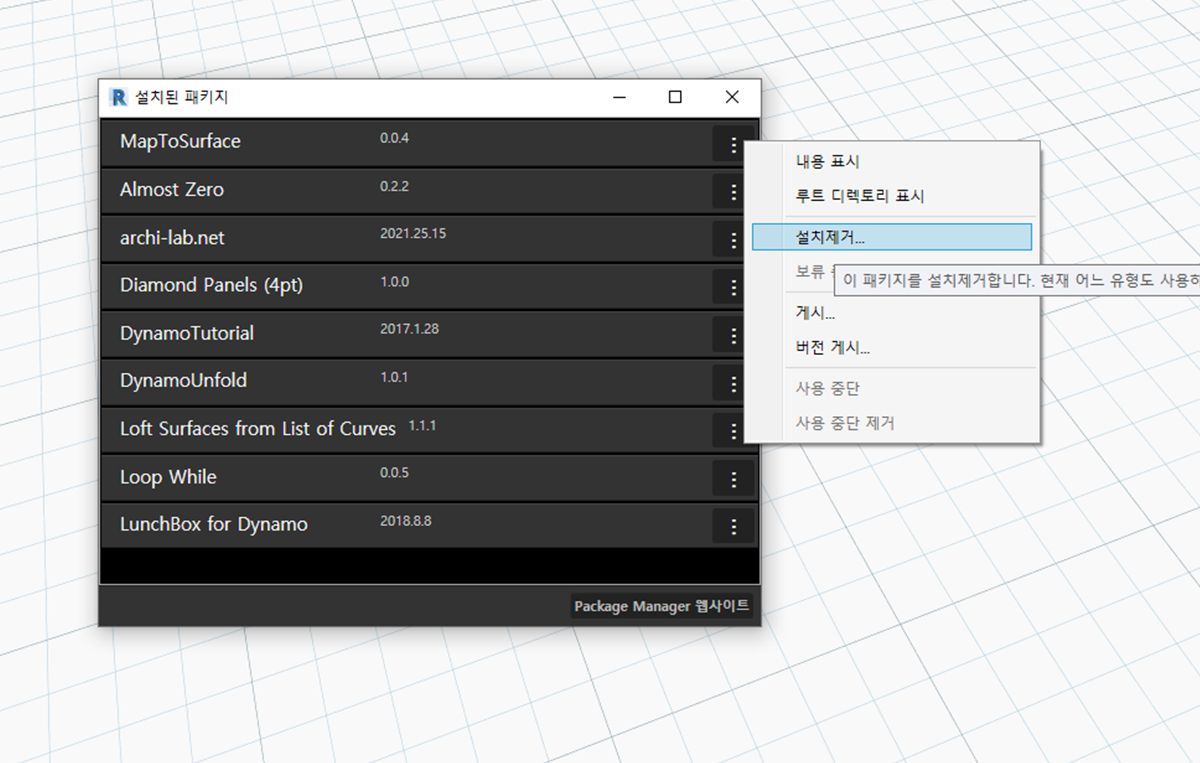 설치된 패키지
MapToSurface 0.0.4
Almost Zero 0.2.2
archi-lab.net 2021.25.15
Diamond Panels (4pt) 1.0.0
DynamoTutorial 2017.1.28
DynamoUnfold 1.0.1
Loft Surfaces from List of Curves 1.1.1
Loop While 0.0.5
LunchBox for Dynamo 2018.8.8
Package Manager 웹사이트
내용 표시
루트 디렉토리 표시
설치제거...
보류
이 패키지를 설치제거합니다. 현재 어느 유형도 사용하
게시...
버전 게시...
사용 중단
사용 중단 제거